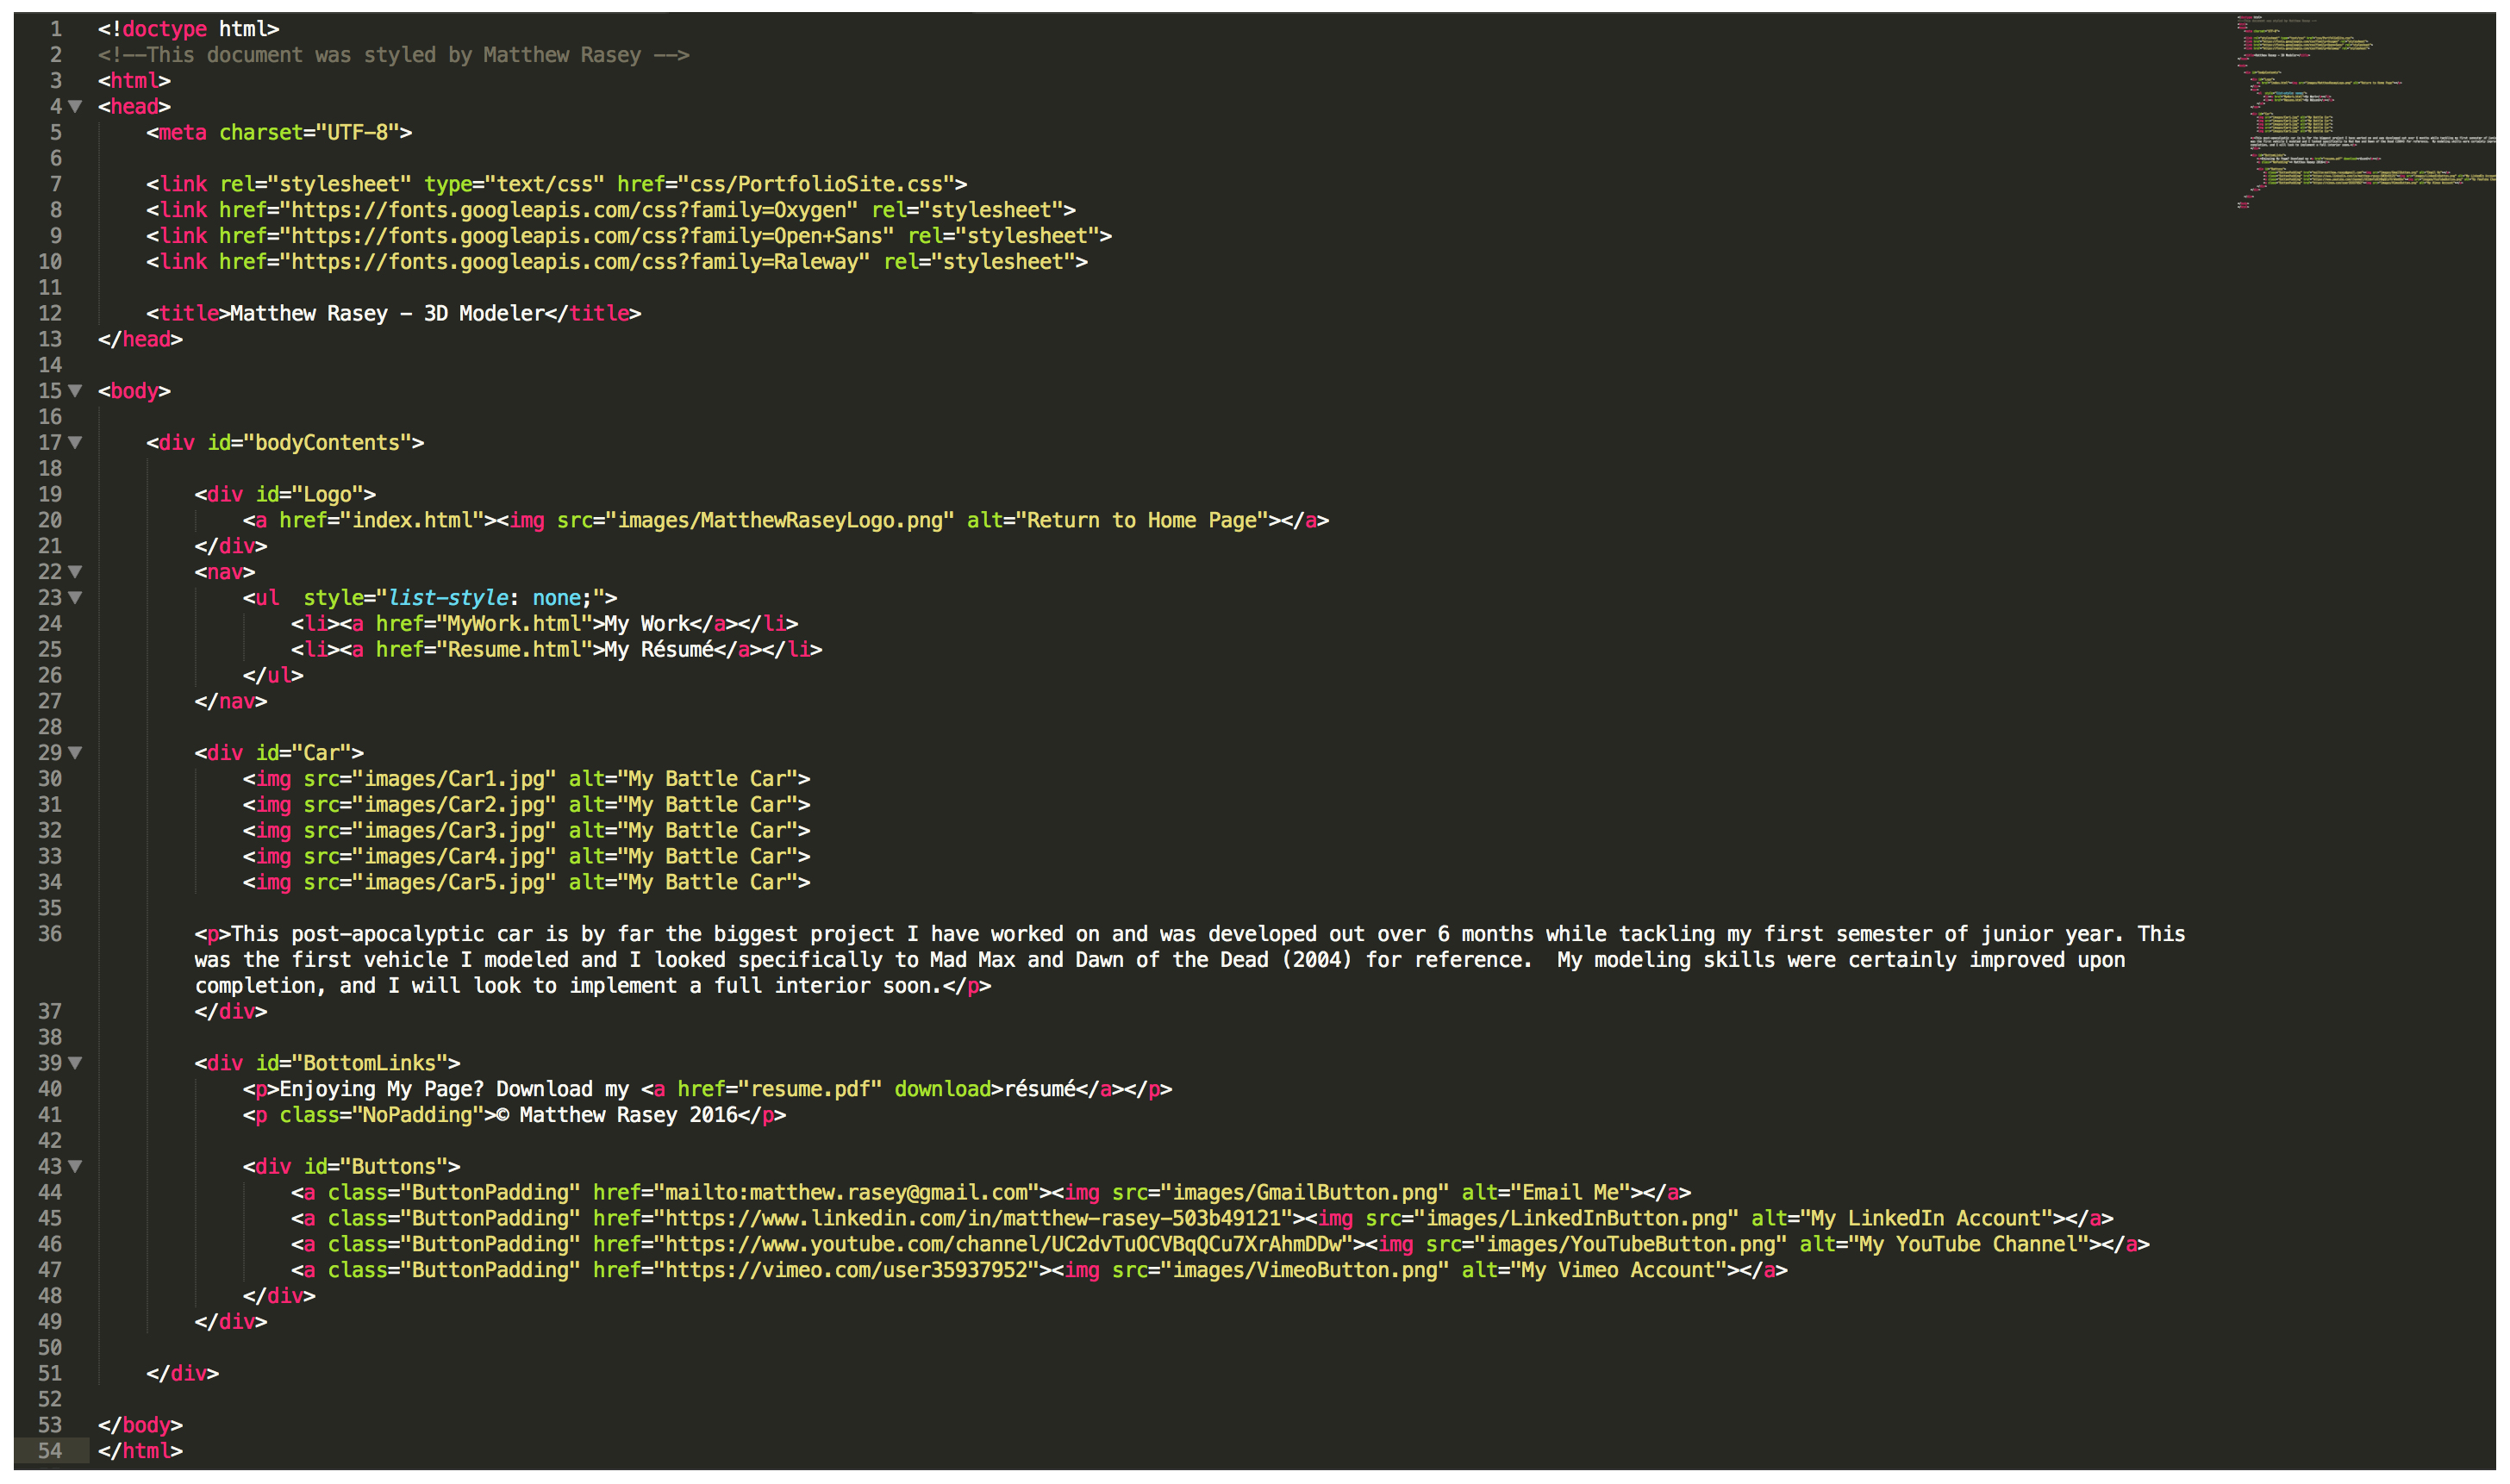 1 <!doctype html>
2 <!--This document was styled by Matthew Rasey -->
3 <html>
4 <head>
5 <meta charset="UTF-8">
6
7 <link rel="stylesheet" type="text/css" href="css/PortfolioSite.css">
8 <link href="https://fonts.googleapis.com/css?family=Oxygen" rel="stylesheet">
9 <link href="https://fonts.googleapis.com/css?family=Open+Sans" rel="stylesheet">
10 <link href="https://fonts.googleapis.com/css?family=Raleway" rel="stylesheet">
11
12 <title>Matthew Rasey - 3D Modeler</title>
13 </head>
14
15 <body>
16
17 <div id="bodyContents">
18
19 <div id="Logo">
20 <a href="index.html"><img src="images/MatthewRaseyLogo.png" alt="Return to Home Page"></a>
21 </div>
22 <nav>
23 <ul  style="list-style: none;">
24 <li><a href="MyWork.html">My Work</a></li>
25 <li><a href="Resume.html">My Résumé</a></li>
26 </ul>
27 </nav>
28
29 <div id="Car">
30 <img src="images/Car1.jpg" alt="My Battle Car">
31 <img src="images/Car2.jpg" alt="My Battle Car">
32 <img src="images/Car3.jpg" alt="My Battle Car">
33 <img src="images/Car4.jpg" alt="My Battle Car">
34 <img src="images/Car5.jpg" alt="My Battle Car">
35
36 <p>This post-apocalyptic car is by far the biggest project I have worked on and was developed out over 6 months while tackling my first semester of junior year. This
was the first vehicle I modeled and I looked specifically to Mad Max and Dawn of the Dead (2004) for reference.  My modeling skills were certainly improved upon
completion, and I will look to implement a full interior soon.</p>
37 </div>
38
39 <div id="BottomLinks">
40 <p>Enjoying My Page? Download my <a href="resume.pdf" download>résumé</a></p>
41 <p class="NoPadding">© Matthew Rasey 2016</p>
42
43 <div id="Buttons">
44 <a class="ButtonPadding" href="mailto:matthew.rasey@gmail.com"><img src="images/GmailButton.png" alt="Email Me"></a>
45 <a class="ButtonPadding" href="https://www.linkedin.com/in/matthew-rasey-503b49121"><img src="images/LinkedInButton.png" alt="My LinkedIn Account"></a>
46 <a class="ButtonPadding" href="https://www.youtube.com/channel/UC2dvTuOCVBqQCu7XrAhmDDw"><img src="images/YouTubeButton.png" alt="My YouTube Channel"></a>
47 <a class="ButtonPadding" href="https://vimeo.com/user35937952"><img src="images/VimeoButton.png" alt="My Vimeo Account"></a>
48 </div>
49 </div>
50
51 </div>
52
53 </body>
54 </html>